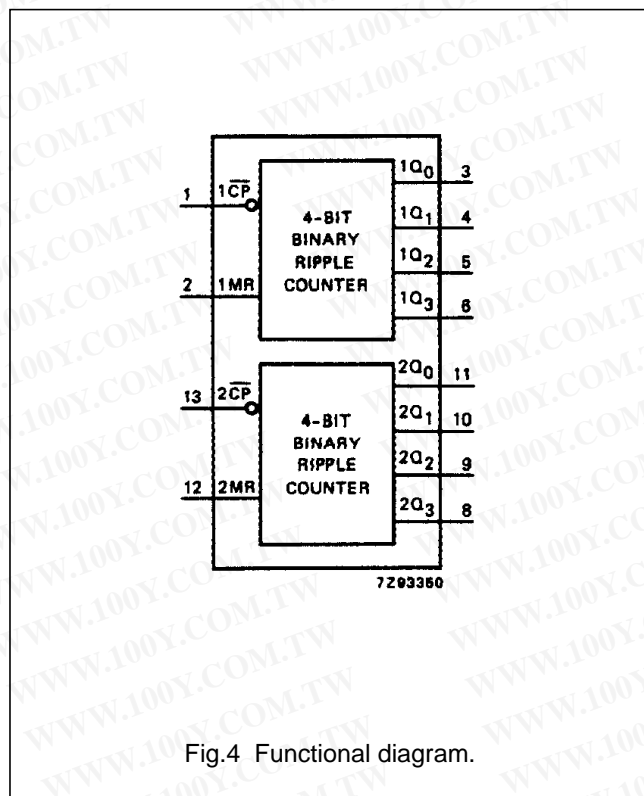 1 1C̅P̅ 1Q0 3
4-BIT BINARY RIPPLE COUNTER
1Q1 4
1Q2 5
2 1MR 1Q3 6
13 2C̅P̅ 2Q0 11
4-BIT BINARY RIPPLE COUNTER
2Q1 10
2Q2 9
12 2MR 2Q3 8
7Z93360
Fig.4 Functional diagram.
WWW.100Y.COM.TW